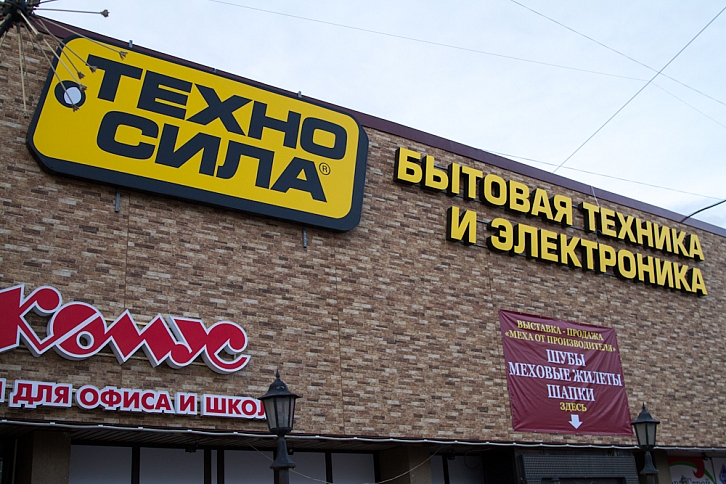 ТЕХНО
СИЛА®
БЫТОВАЯ ТЕХНИКА
И ЭЛЕКТРОНИКА
КОМУС
ДЛЯ ОФИСА И ШКОЛ
ВЫСТАВКА - ПРОДАЖА
«МЕХА ОТ ПРОИЗВОДИТЕЛЯ»
ШУБЫ
МЕХОВЫЕ ЖИЛЕТЫ
ШАПКИ
ЗДЕСЬ